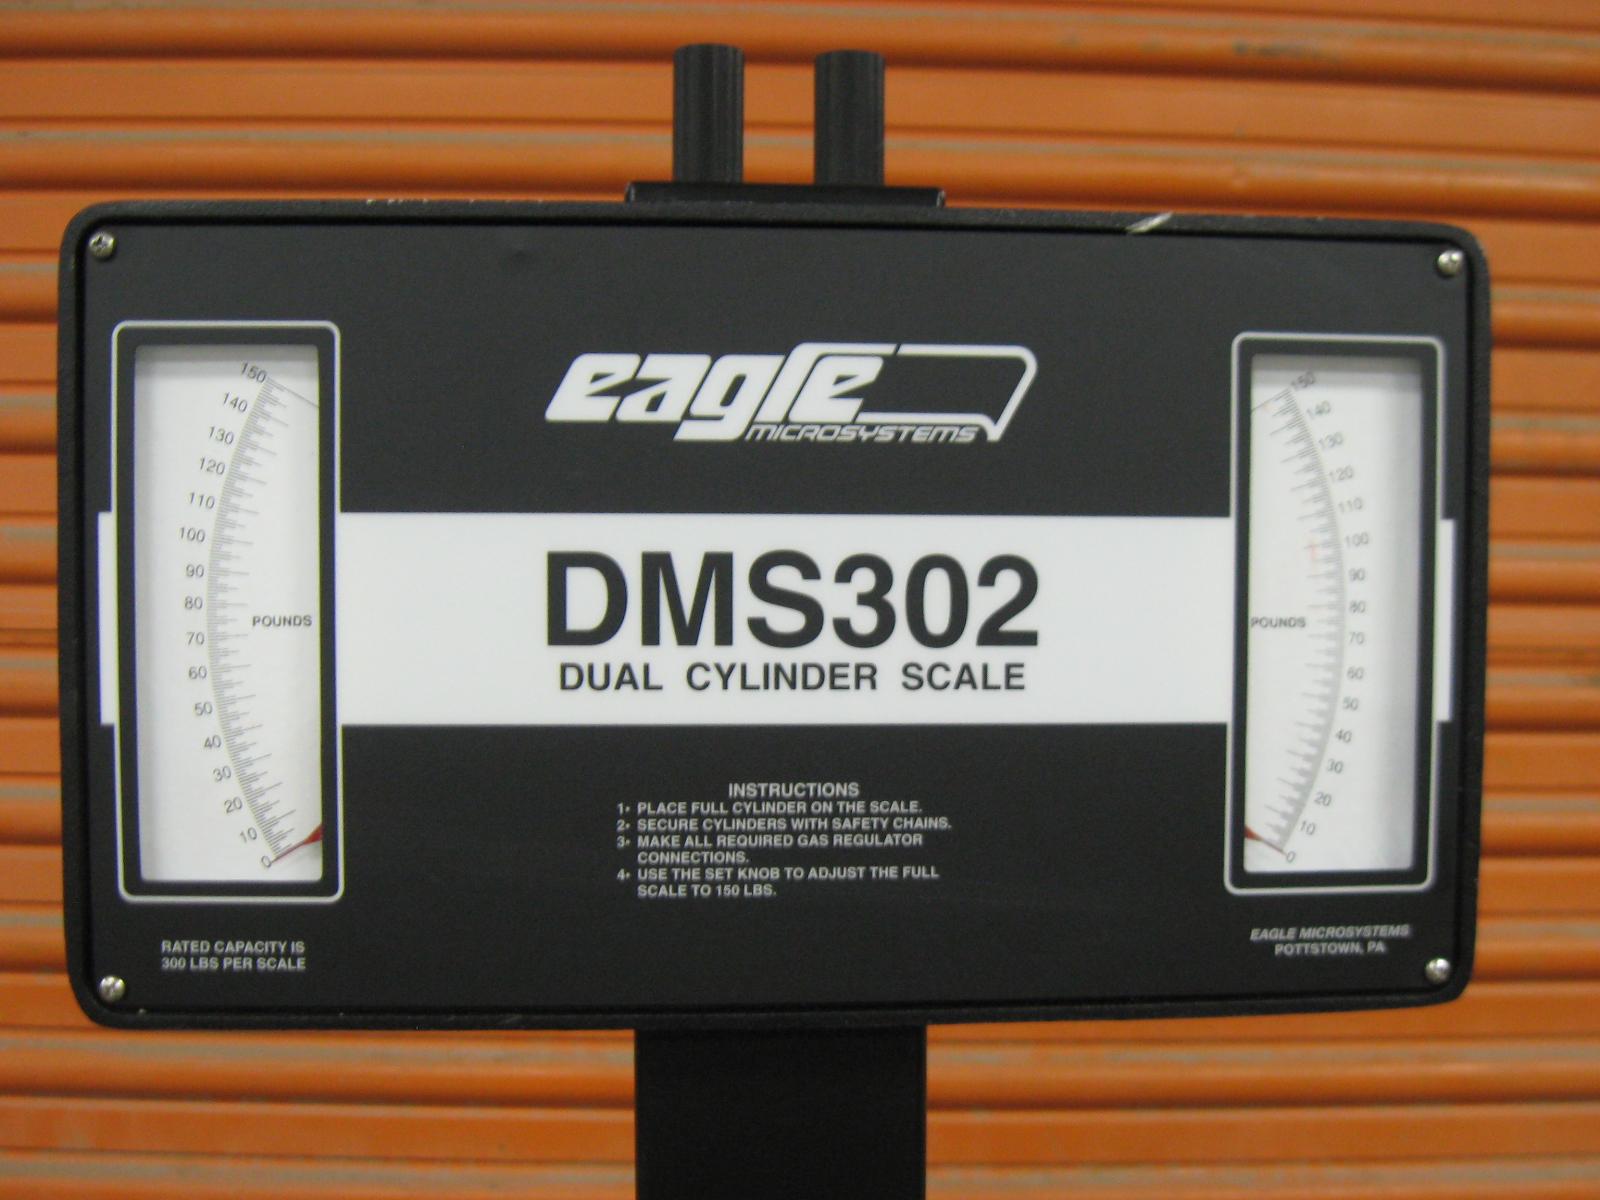 eagle
MICROSYSTEMS
DMS302
DUAL CYLINDER SCALE
150
140
130
120
110
100
90
80
POUNDS
70
60
50
40
30
20
10
0
150
140
130
120
110
100
90
80
POUNDS
70
60
50
40
30
20
10
0
INSTRUCTIONS
1• PLACE FULL CYLINDER ON THE SCALE.
2• SECURE CYLINDERS WITH SAFETY CHAINS.
3• MAKE ALL REQUIRED GAS REGULATOR
CONNECTIONS.
4• USE THE SET KNOB TO ADJUST THE FULL
SCALE TO 150 LBS.
RATED CAPACITY IS
300 LBS PER SCALE
EAGLE MICROSYSTEMS
POTTSTOWN, PA